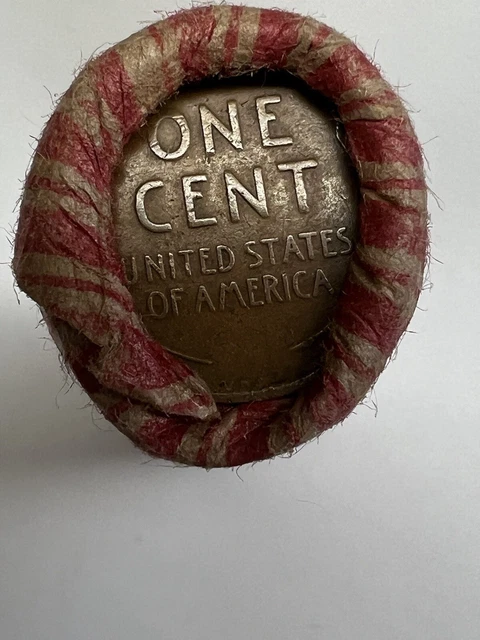 ONE
CENT
UNITED STATES
OF AMERICA